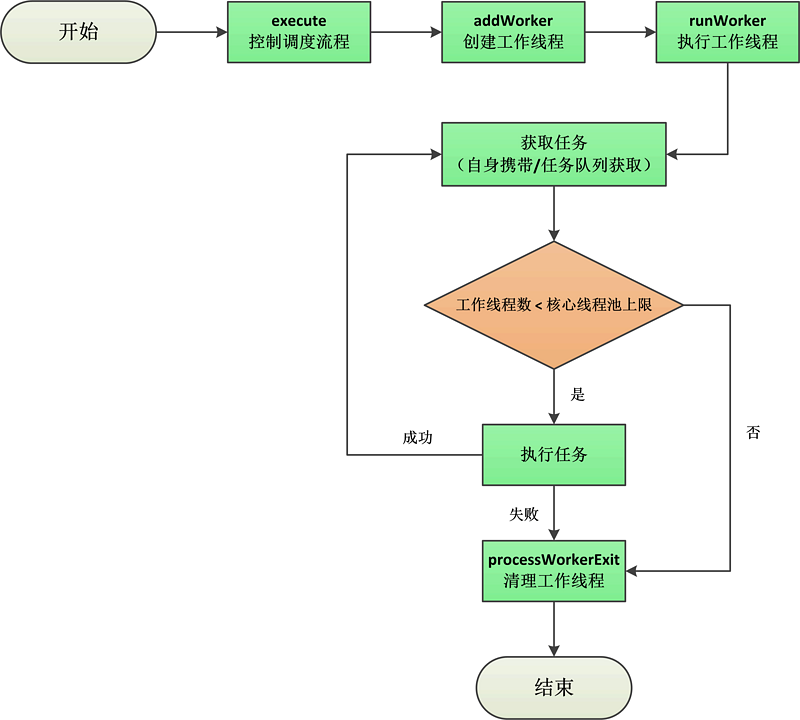 开始
execute
控制调度流程
addWorker
创建工作线程
runWorker
执行工作线程
获取任务
（自身携带/任务队列获取）
工作线程数 < 核心线程池上限
是
否
成功
执行任务
失败
processWorkerExit
清理工作线程
结束